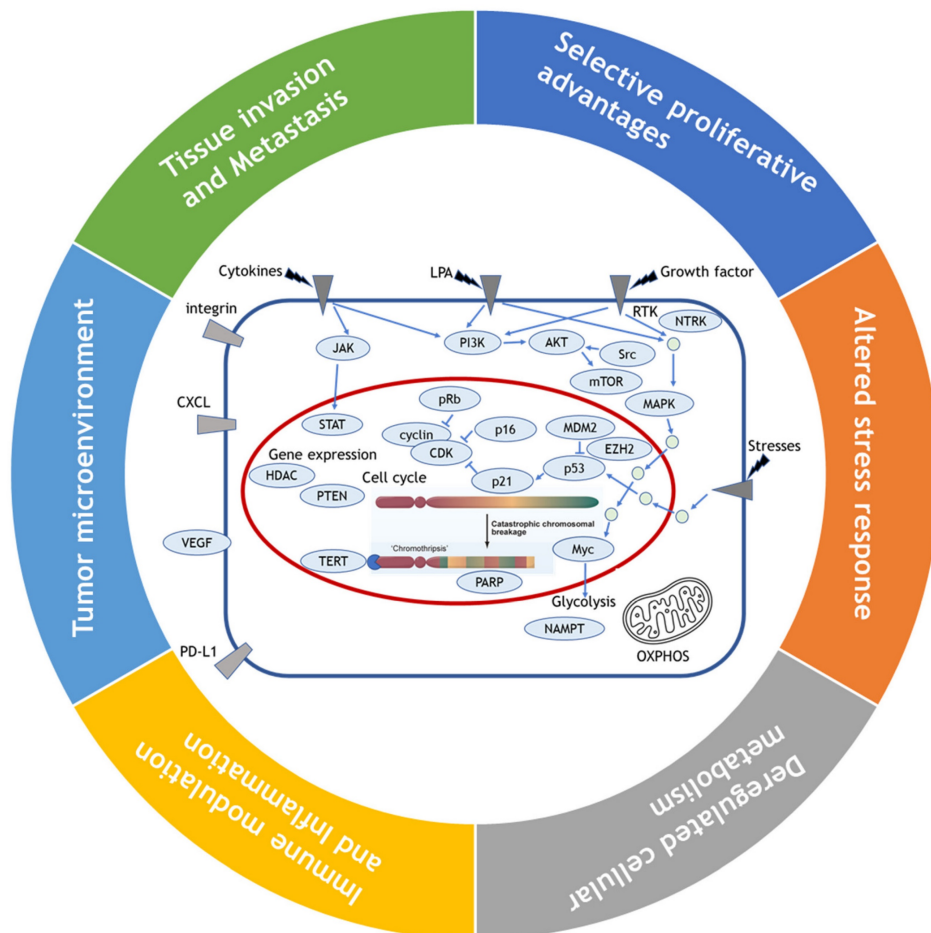 Tissue invasion
and Metastasis
Selective proliferative
advantages
Altered stress response
Deregulated cellular
metabolism
Immune modulation
and Inflammation
Tumor microenvironment
Cytokines
LPA
Growth factor
integrin
RTK
NTRK
JAK
PI3K
AKT
Src
mTOR
CXCL
pRb
MAPK
STAT
cyclin
p16
MDM2
EZH2
Stresses
Gene expression
CDK
HDAC
p53
Cell cycle
p21
PTEN
Catastrophic chromosomal
breakage
VEGF
'Chromothripsis'
Myc
TERT
PARP
Glycolysis
NAMPT
PD-L1
OXPHOS